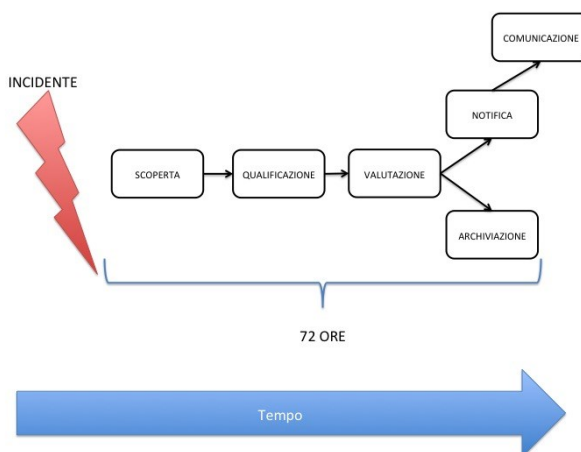 COMUNICAZIONE
INCIDENTE
NOTIFICA
SCOPERTA
QUALIFICAZIONE
VALUTAZIONE
ARCHIVIAZIONE
72 ORE
Tempo